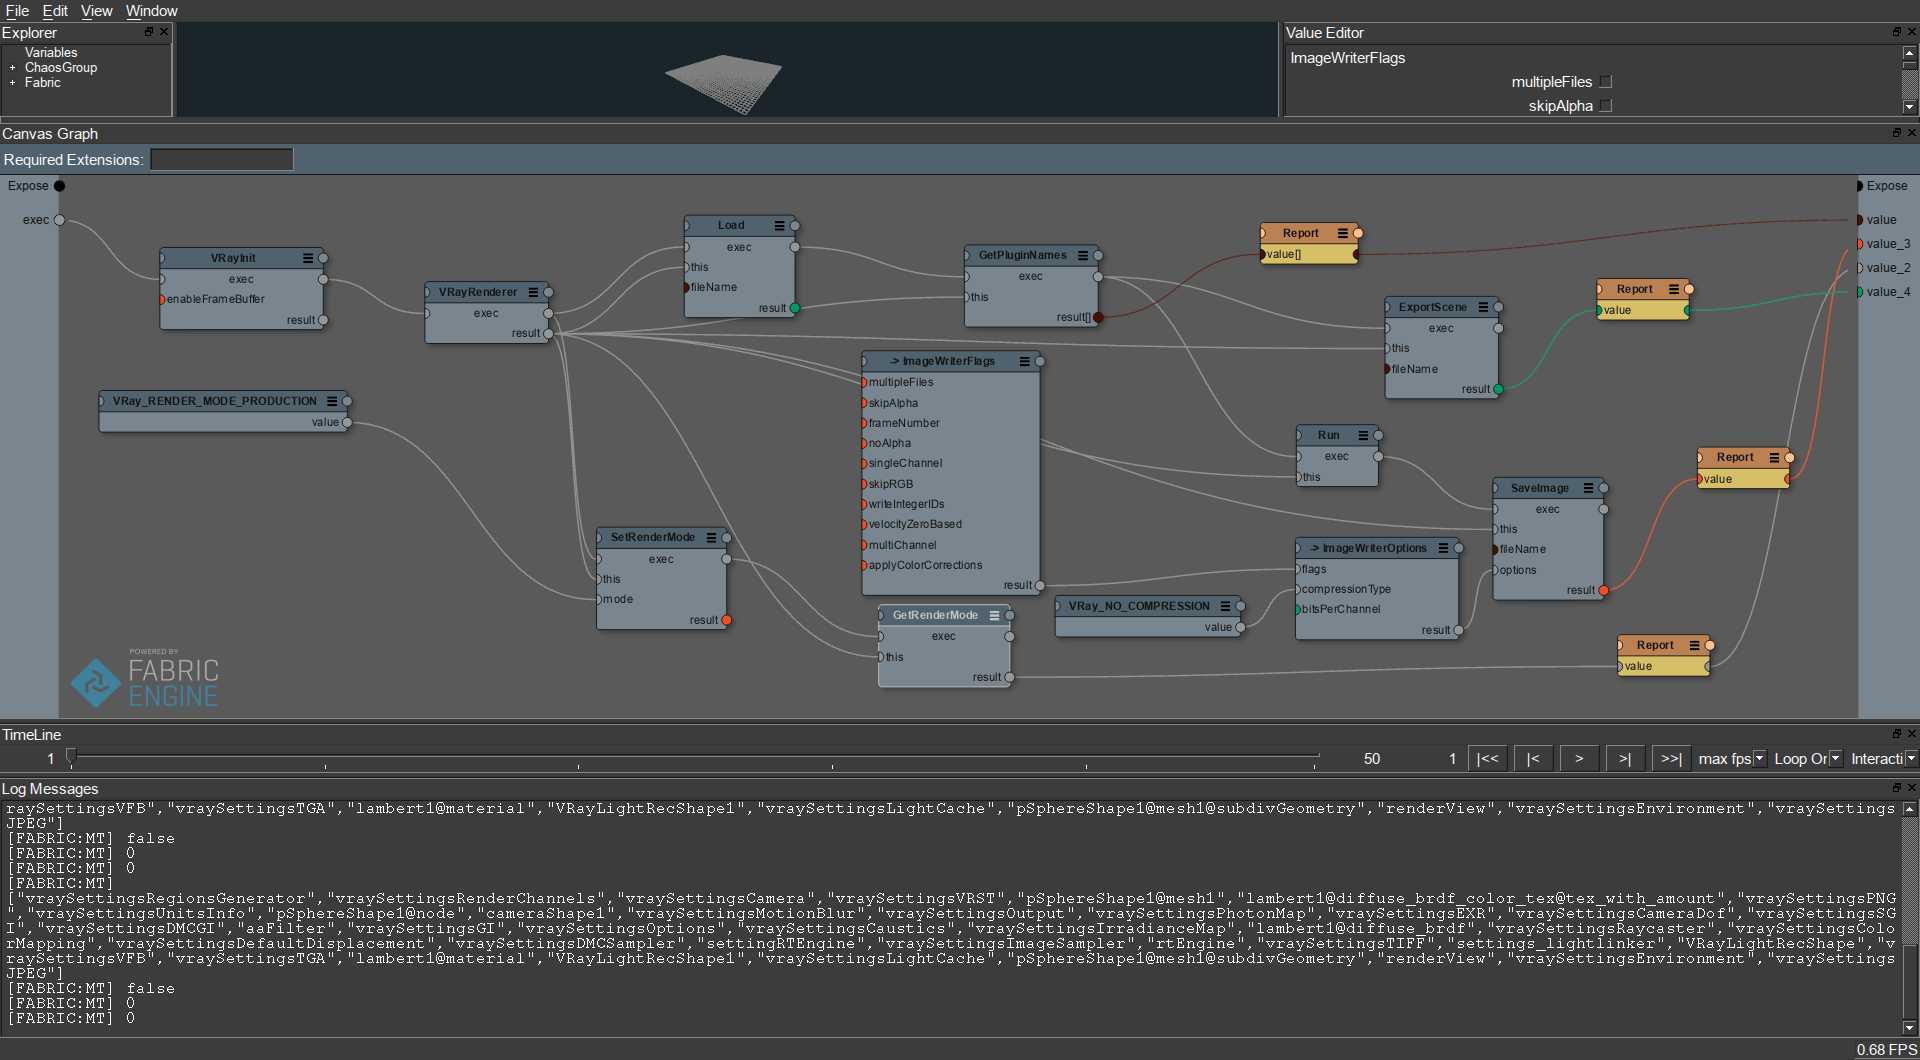 File Edit View Window
Explorer
Variables
ChaosGroup
Fabric
Value Editor
ImageWriterFlags
multipleFiles
skipAlpha
Canvas Graph
Required Extensions:
Expose
exec
VRayInit
exec
enableFrameBuffer
result
VRayRenderer
exec
result
Load
exec
this
fileName
result
GetPluginNames
exec
this
result[]
Report
value[]
ExportScene
exec
this
fileName
result
Report
value
Expose
value
value_3
value_2
value_4
VRay_RENDER_MODE_PRODUCTION
value
-> ImageWriterFlags
multipleFiles
skipAlpha
frameNumber
noAlpha
singleChannel
skipRGB
writeIntegerIDs
velocityZeroBased
multiChannel
applyColorCorrections
result
Run
exec
this
SaveImage
exec
this
fileName
options
result
Report
value
SetRenderMode
exec
this
mode
result
GetRenderMode
exec
this
result
VRay_NO_COMPRESSION
value
-> ImageWriterOptions
flags
compressionType
bitsPerChannel
result
Report
value
POWERED BY
FABRIC
ENGINE
TimeLine
1 50 1 |<< |< > >| >>| max fps Loop Or Interacti
Log Messages
raySettingsVFB","vraySettingsTGA","lambert1@material","VRayLightRecShape1","vraySettingsLightCache","pSphereShape1@mesh1@subdivGeometry","renderView","vraySettingsEnvironment","vraySettings
JPEG"]
[FABRIC:MT] false
[FABRIC:MT] 0
[FABRIC:MT] 0
[FABRIC:MT]
["vraySettingsRegionsGenerator","vraySettingsRenderChannels","vraySettingsCamera","vraySettingsVRST","pSphereShape1@mesh1","lambert1@diffuse_brdf_color_tex@tex_with_amount","vraySettingsPNG
","vraySettingsUnitsInfo","pSphereShape1@node","cameraShape1","vraySettingsMotionBlur","vraySettingsOutput","vraySettingsPhotonMap","vraySettingsEXR","vraySettingsCameraDof","vraySettingsSG
I","vraySettingsDMCGI","aaFilter","vraySettingsGI","vraySettingsOptions","vraySettingsCaustics","vraySettingsIrradianceMap","lambert1@diffuse_brdf","vraySettingsRaycaster","vraySettingsColo
rMapping","vraySettingsDefaultDisplacement","vraySettingsDMCSampler","settingRTEngine","vraySettingsImageSampler","rtEngine","vraySettingsTIFF","settings_lightlinker","VRayLightRecShape","v
raySettingsVFB","vraySettingsTGA","lambert1@material","VRayLightRecShape1","vraySettingsLightCache","pSphereShape1@mesh1@subdivGeometry","renderView","vraySettingsEnvironment","vraySettings
JPEG"]
[FABRIC:MT] false
[FABRIC:MT] 0
[FABRIC:MT] 0
0.68 FPS